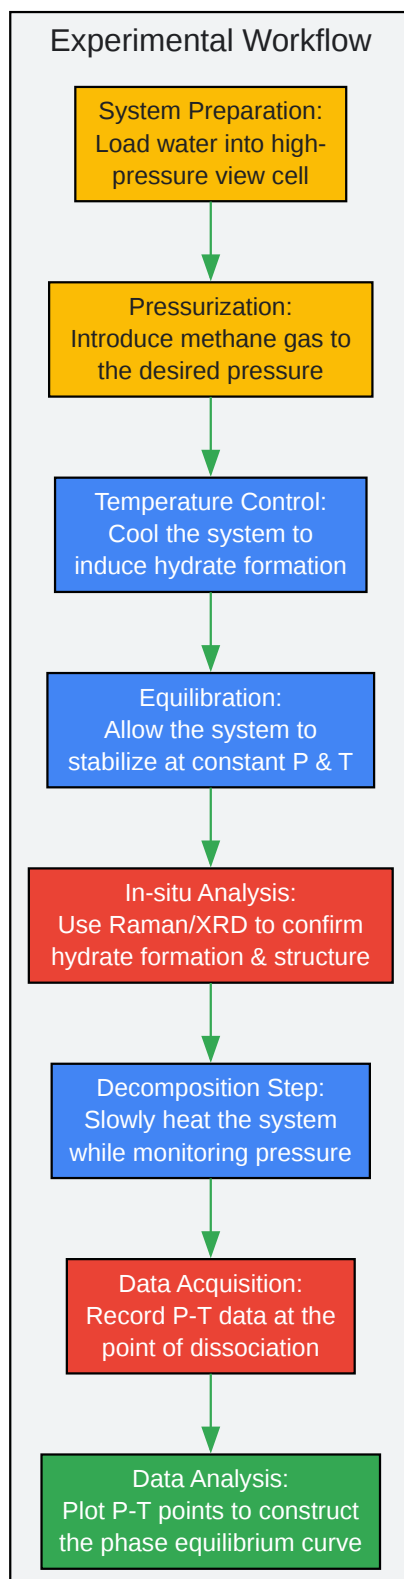 Experimental Workflow
System Preparation:
Load water into high-
pressure view cell
Pressurization:
Introduce methane gas to
the desired pressure
Temperature Control:
Cool the system to
induce hydrate formation
Equilibration:
Allow the system to
stabilize at constant P & T
In-situ Analysis:
Use Raman/XRD to confirm
hydrate formation & structure
Decomposition Step:
Slowly heat the system
while monitoring pressure
Data Acquisition:
Record P-T data at the
point of dissociation
Data Analysis:
Plot P-T points to construct
the phase equilibrium curve